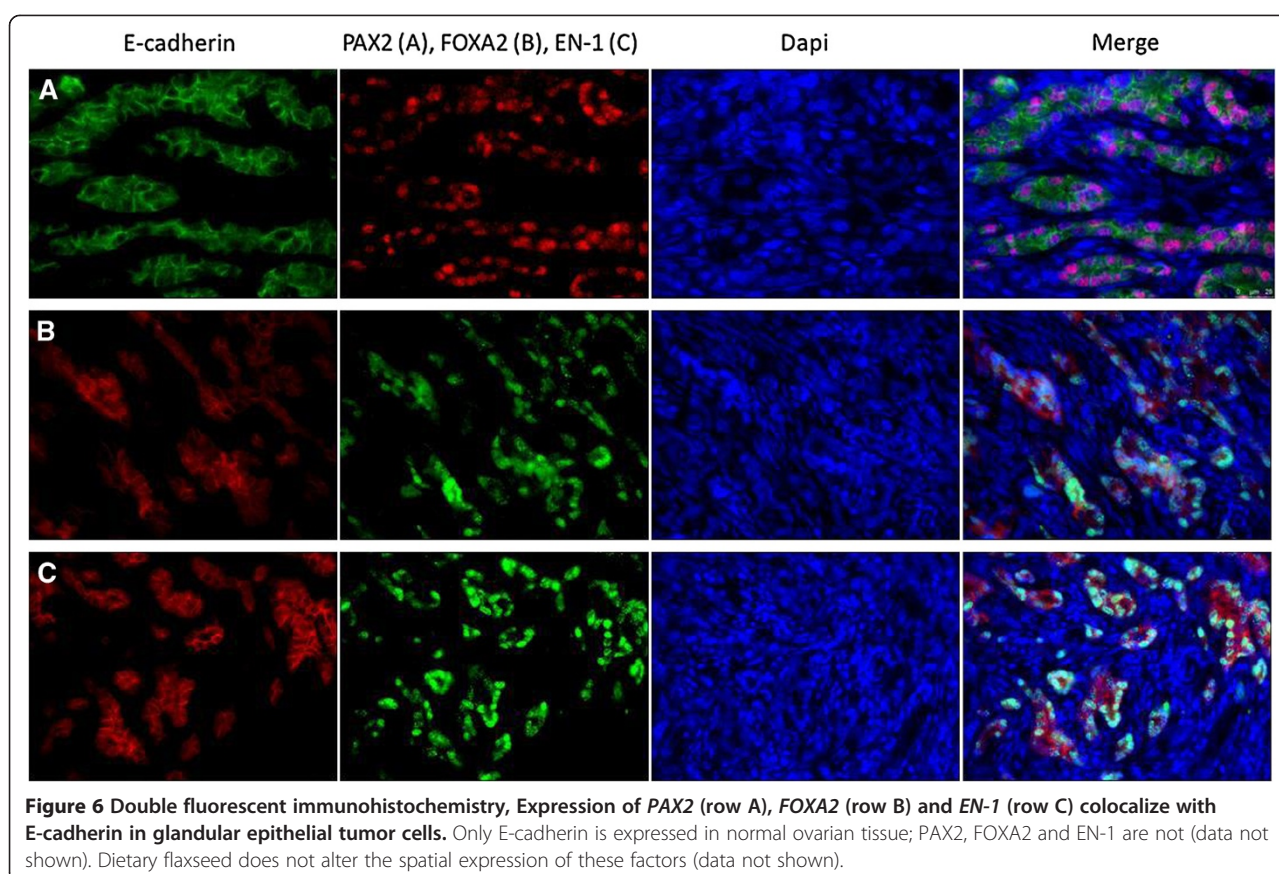 E-cadherin PAX2 (A), FOXA2 (B), EN-1 (C) Dapi Merge
A
B
C
Figure 6 Double fluorescent immunohistochemistry, Expression of PAX2 (row A), FOXA2 (row B) and EN-1 (row C) colocalize with
E-cadherin in glandular epithelial tumor cells. Only E-cadherin is expressed in normal ovarian tissue; PAX2, FOXA2 and EN-1 are not (data not
shown). Dietary flaxseed does not alter the spatial expression of these factors (data not shown).